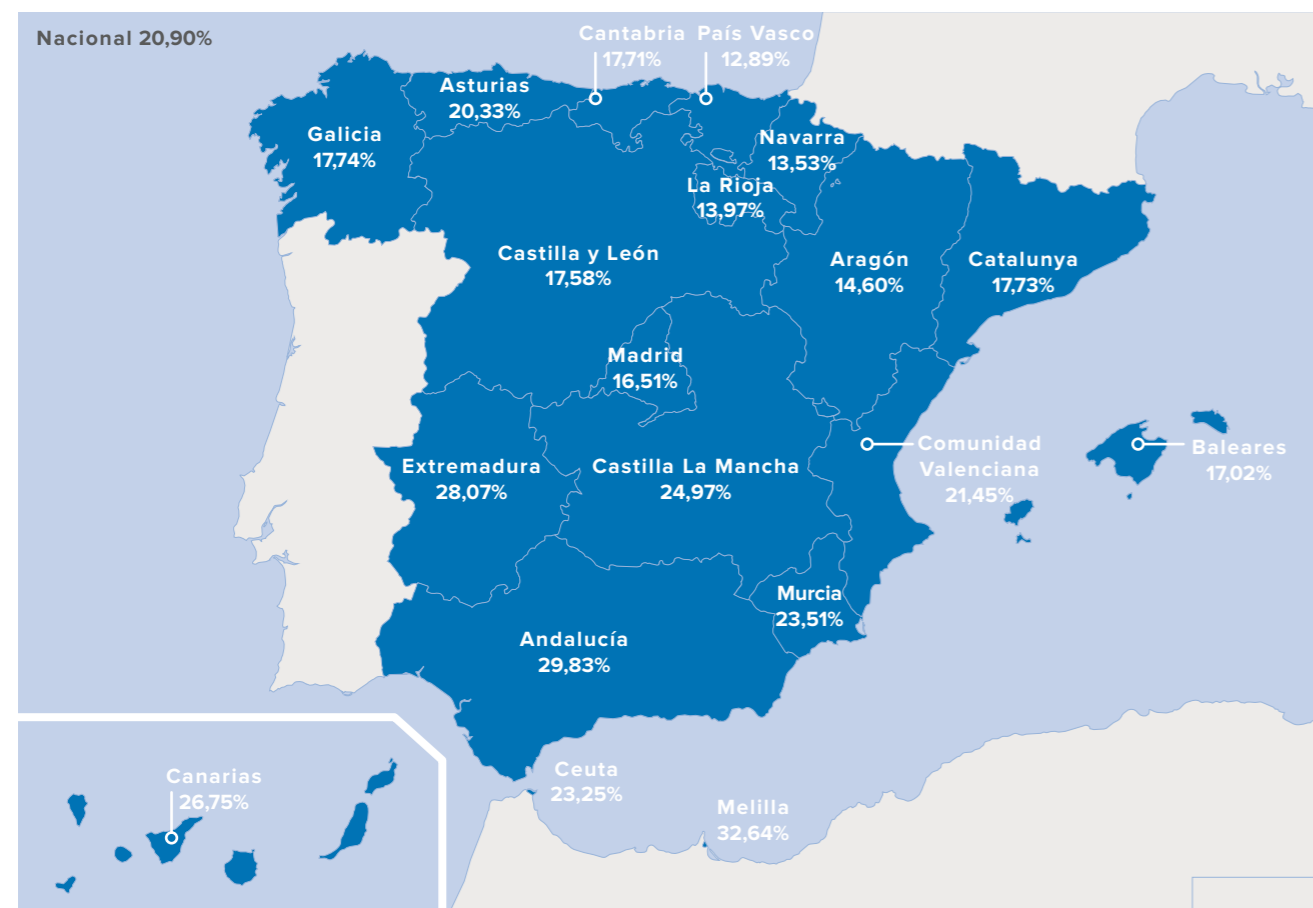 Nacional 20,90%
Cantabria
17,71%
País Vasco
12,89%
Asturias
20,33%
Galicia
17,74%
Navarra
13,53%
La Rioja
13,97%
Castilla y León
17,58%
Aragón
14,60%
Catalunya
17,73%
Madrid
16,51%
Extremadura
28,07%
Castilla La Mancha
24,97%
Comunidad
Valenciana
21,45%
Baleares
17,02%
Murcia
23,51%
Andalucía
29,83%
Canarias
26,75%
Ceuta
23,25%
Melilla
32,64%